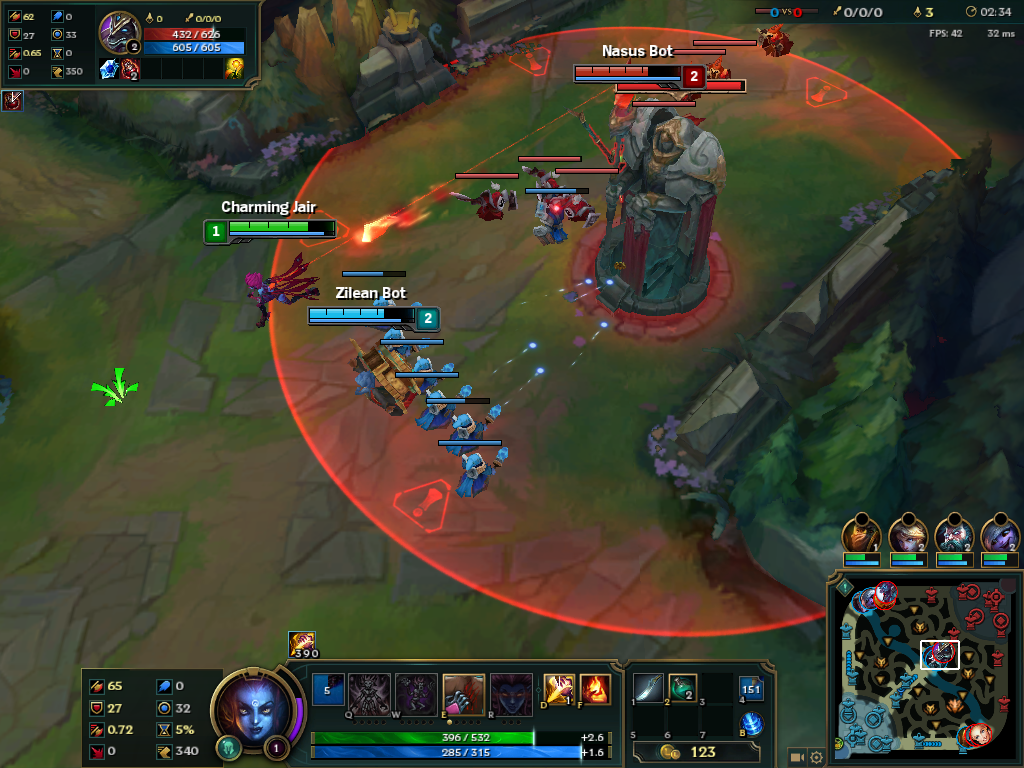 62 0
27 33
0.65 0
0 350
2
0 0/0/0
432 / 626
605 / 605
2
0 vs 0 0/0/0 3 02:34
FPS: 42 32 ms
Nasus Bot
2
Charming Jair
1
Zilean Bot
2
390
65 0
27 32
0.72 5%
0 340
1
5
Q W E R D 1 F
396 / 532 +2.6
285 / 315 +1.6
1 2 2 3 151 4
5 6 7 B
123
1 2 2 2